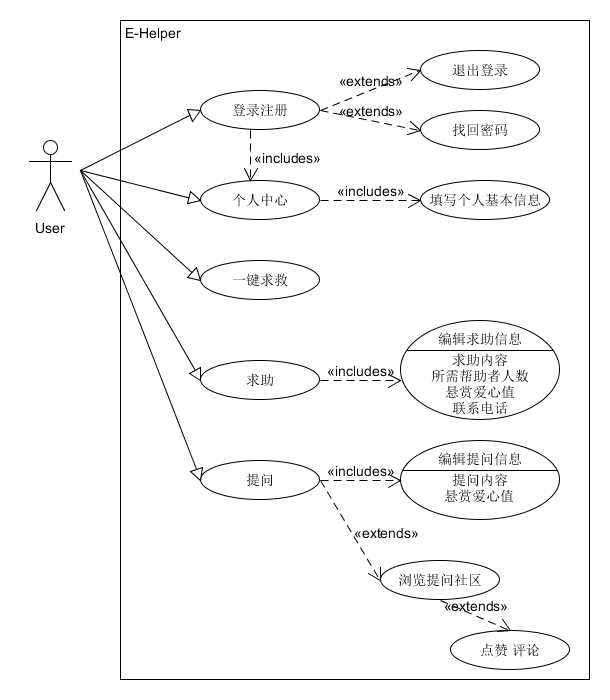 E-Helper
退出登录
«extends»
登录注册
«extends»
找回密码
«includes»
User
个人中心
«includes»
填写个人基本信息
一键求救
求助
«includes»
编辑求助信息
求助内容
所需帮助者人数
悬赏爱心值
联系电话
提问
«includes»
编辑提问信息
提问内容
悬赏爱心值
«extends»
浏览提问社区
«extends»
点赞 评论